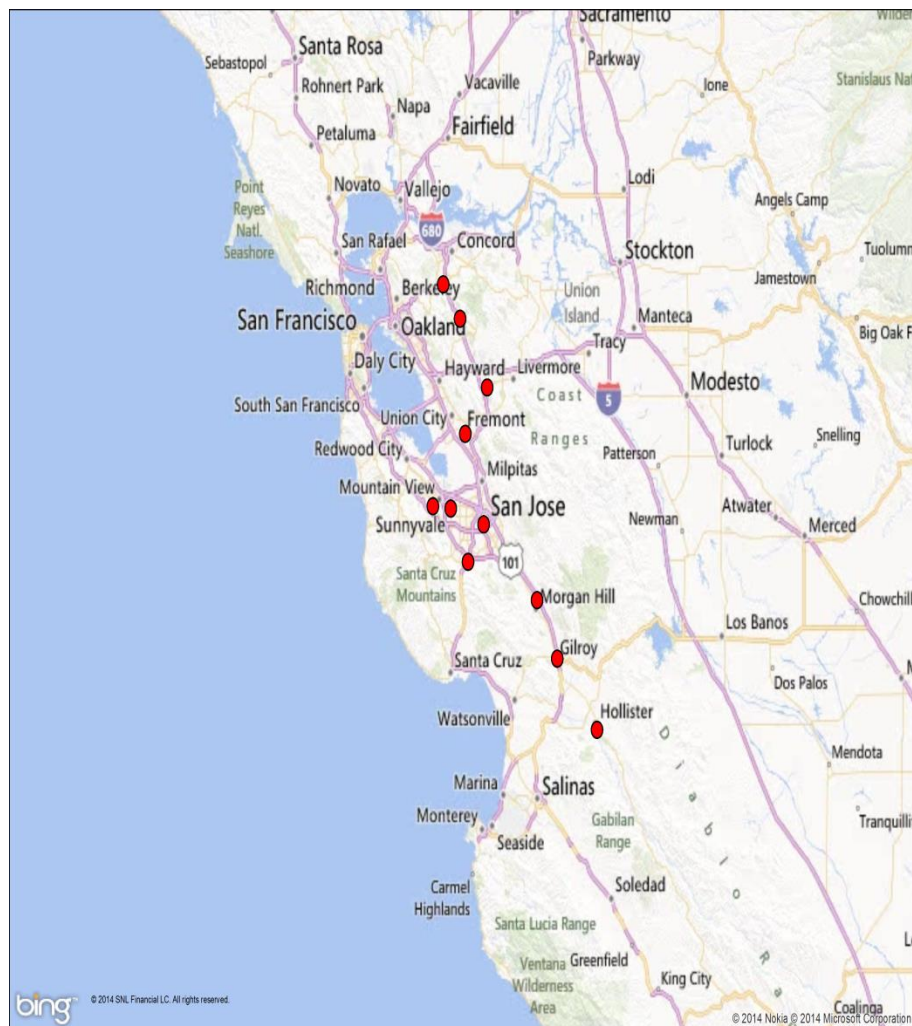 Sacramento
Wilde
Santa Rosa
Parkway
Sebastopol
Stanislaus Nat
Vacaville
Ione
Rohnert Park
Napa
Fairfield
Petaluma
Lodi
Point
Reyes
Natl.
Seashore
Novato
Vallejo
Angels Camp
680
San Rafael
Concord
Stockton
Tuolumn
Jamestown
Richmond
Berkeley
Union
Island
San Francisco
Oakland
Manteca
Big Oak F
Tracy
Daly City
Hayward
Livermore
Modesto
Coast
Ranges
5
South San Francisco
Union City
Fremont
Turlock
Snelling
Redwood City
Patterson
Milpitas
Mountain View
San Jose
Atwater
Sunnyvale
Newman
Merced
101
Santa Cruz
Mountains
Morgan Hill
Chowchill
Los Banos
Gilroy
Santa Cruz
Dos Palos
M
Watsonville
Hollister
Diablo R
Mendota
Marina
Salinas
Monterey
Seaside
Gabilan
Range
Tranquillit
Carmel
Highlands
Soledad
Santa Lucia Range
Ventana
Wilderness
Area
Greenfield
L
King City
Coalinga
bing™
© 2014 SNL Financial LC. All rights reserved.
© 2014 Nokia © 2014 Microsoft Corporation